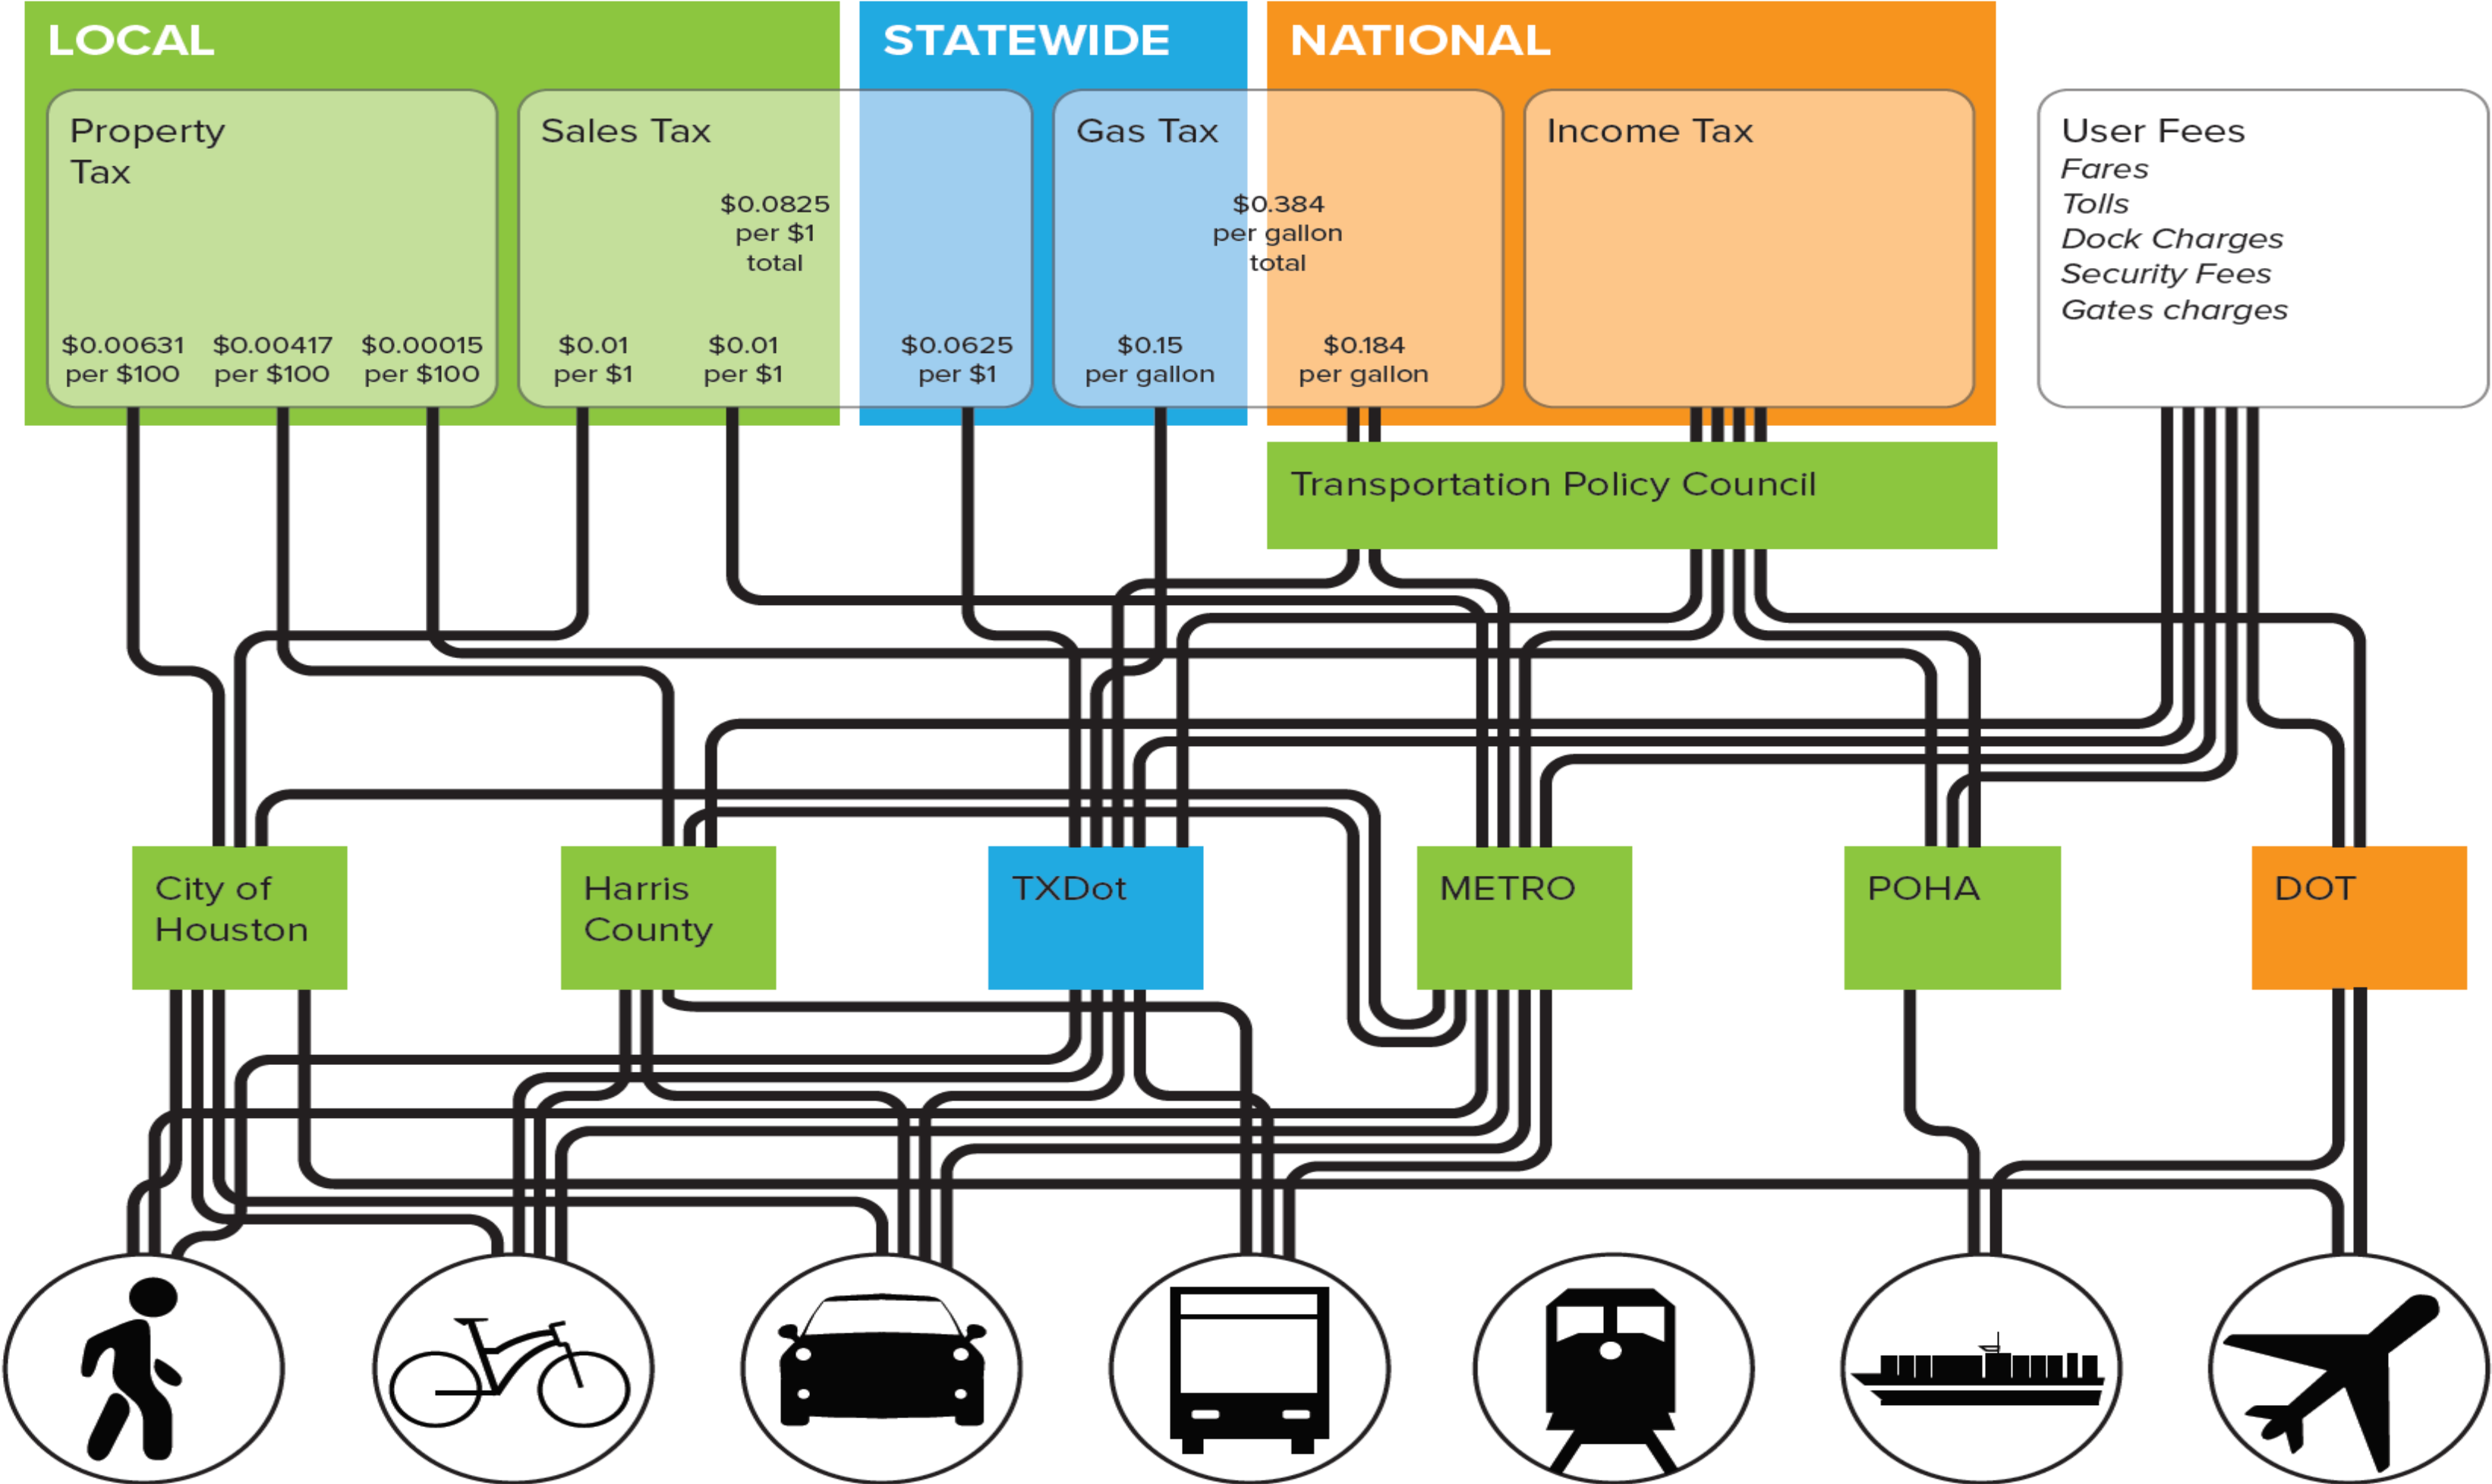 LOCAL
STATEWIDE
NATIONAL
Property
Tax
$0.00631
per $100
$0.00417
per $100
$0.00015
per $100
Sales Tax
$0.0825
per $1
total
$0.01
per $1
$0.01
per $1
$0.0625
per $1
Gas Tax
$0.384
per gallon
total
$0.15
per gallon
$0.184
per gallon
Income Tax
User Fees
Fares
Tolls
Dock Charges
Security Fees
Gates charges
Transportation Policy Council
City of
Houston
Harris
County
TXDot
METRO
POHA
DOT